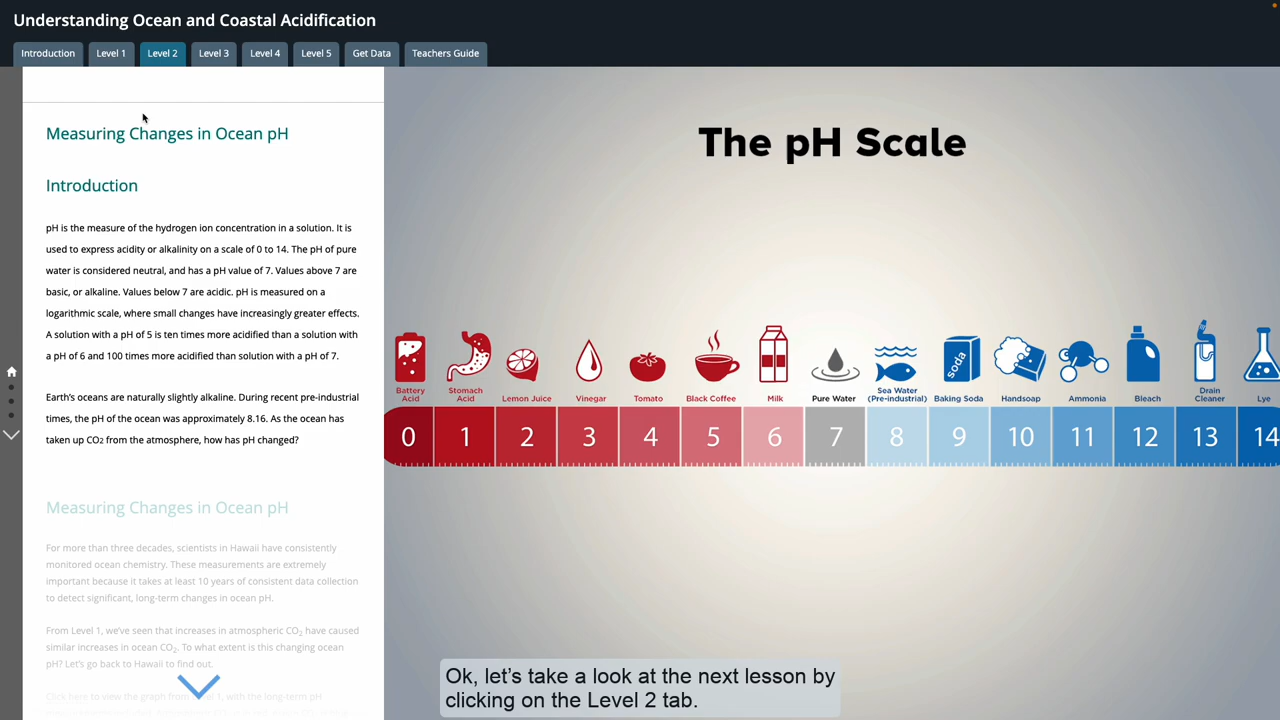 Understanding Ocean and Coastal Acidification
Introduction
Level 1
Level 2
Level 3
Level 4
Level 5
Get Data
Teachers Guide
Measuring Changes in Ocean pH
Introduction
pH is the measure of the hydrogen ion concentration in a solution. It is
used to express acidity or alkalinity on a scale of 0 to 14. The pH of pure
water is considered neutral, and has a pH value of 7. Values above 7 are
basic, or alkaline. Values below 7 are acidic. pH is measured on a
logarithmic scale, where small changes have increasingly greater effects.
A solution with a pH of 5 is ten times more acidified than a solution with
a pH of 6 and 100 times more acidified than solution with a pH of 7.
Earth's oceans are naturally slightly alkaline. During recent pre-industrial
times, the pH of the ocean was approximately 8.16. As the ocean has
taken up CO2 from the atmosphere, how has pH changed?
Measuring Changes in Ocean pH
For more than three decades, scientists in Hawaii have consistently
monitored ocean chemistry. These measurements are extremely
important because it takes at least 10 years of consistent data collection
to detect significant, long-term changes in ocean pH.
From Level 1, we've seen that increases in atmospheric CO₂ have caused
similar increases in ocean CO₂. To what extent is this changing ocean
pH? Let's go back to Hawaii to find out.
Click here to view the graph from 1, with the long-term pH
The pH Scale
Battery
Acid
Stomach
Acid
Lemon Juice
Vinegar
Tomato
Black Coffee
Milk
Pure Water
Sea Water
(Pre-industrial)
Baking Soda
Handsoap
Ammonia
Bleach
Drain
Cleaner
Lye
soda
0 1 2 3 4 5 6 7 8 9 10 11 12 13 14
Ok, let's take a look at the next lesson by
clicking on the Level 2 tab.